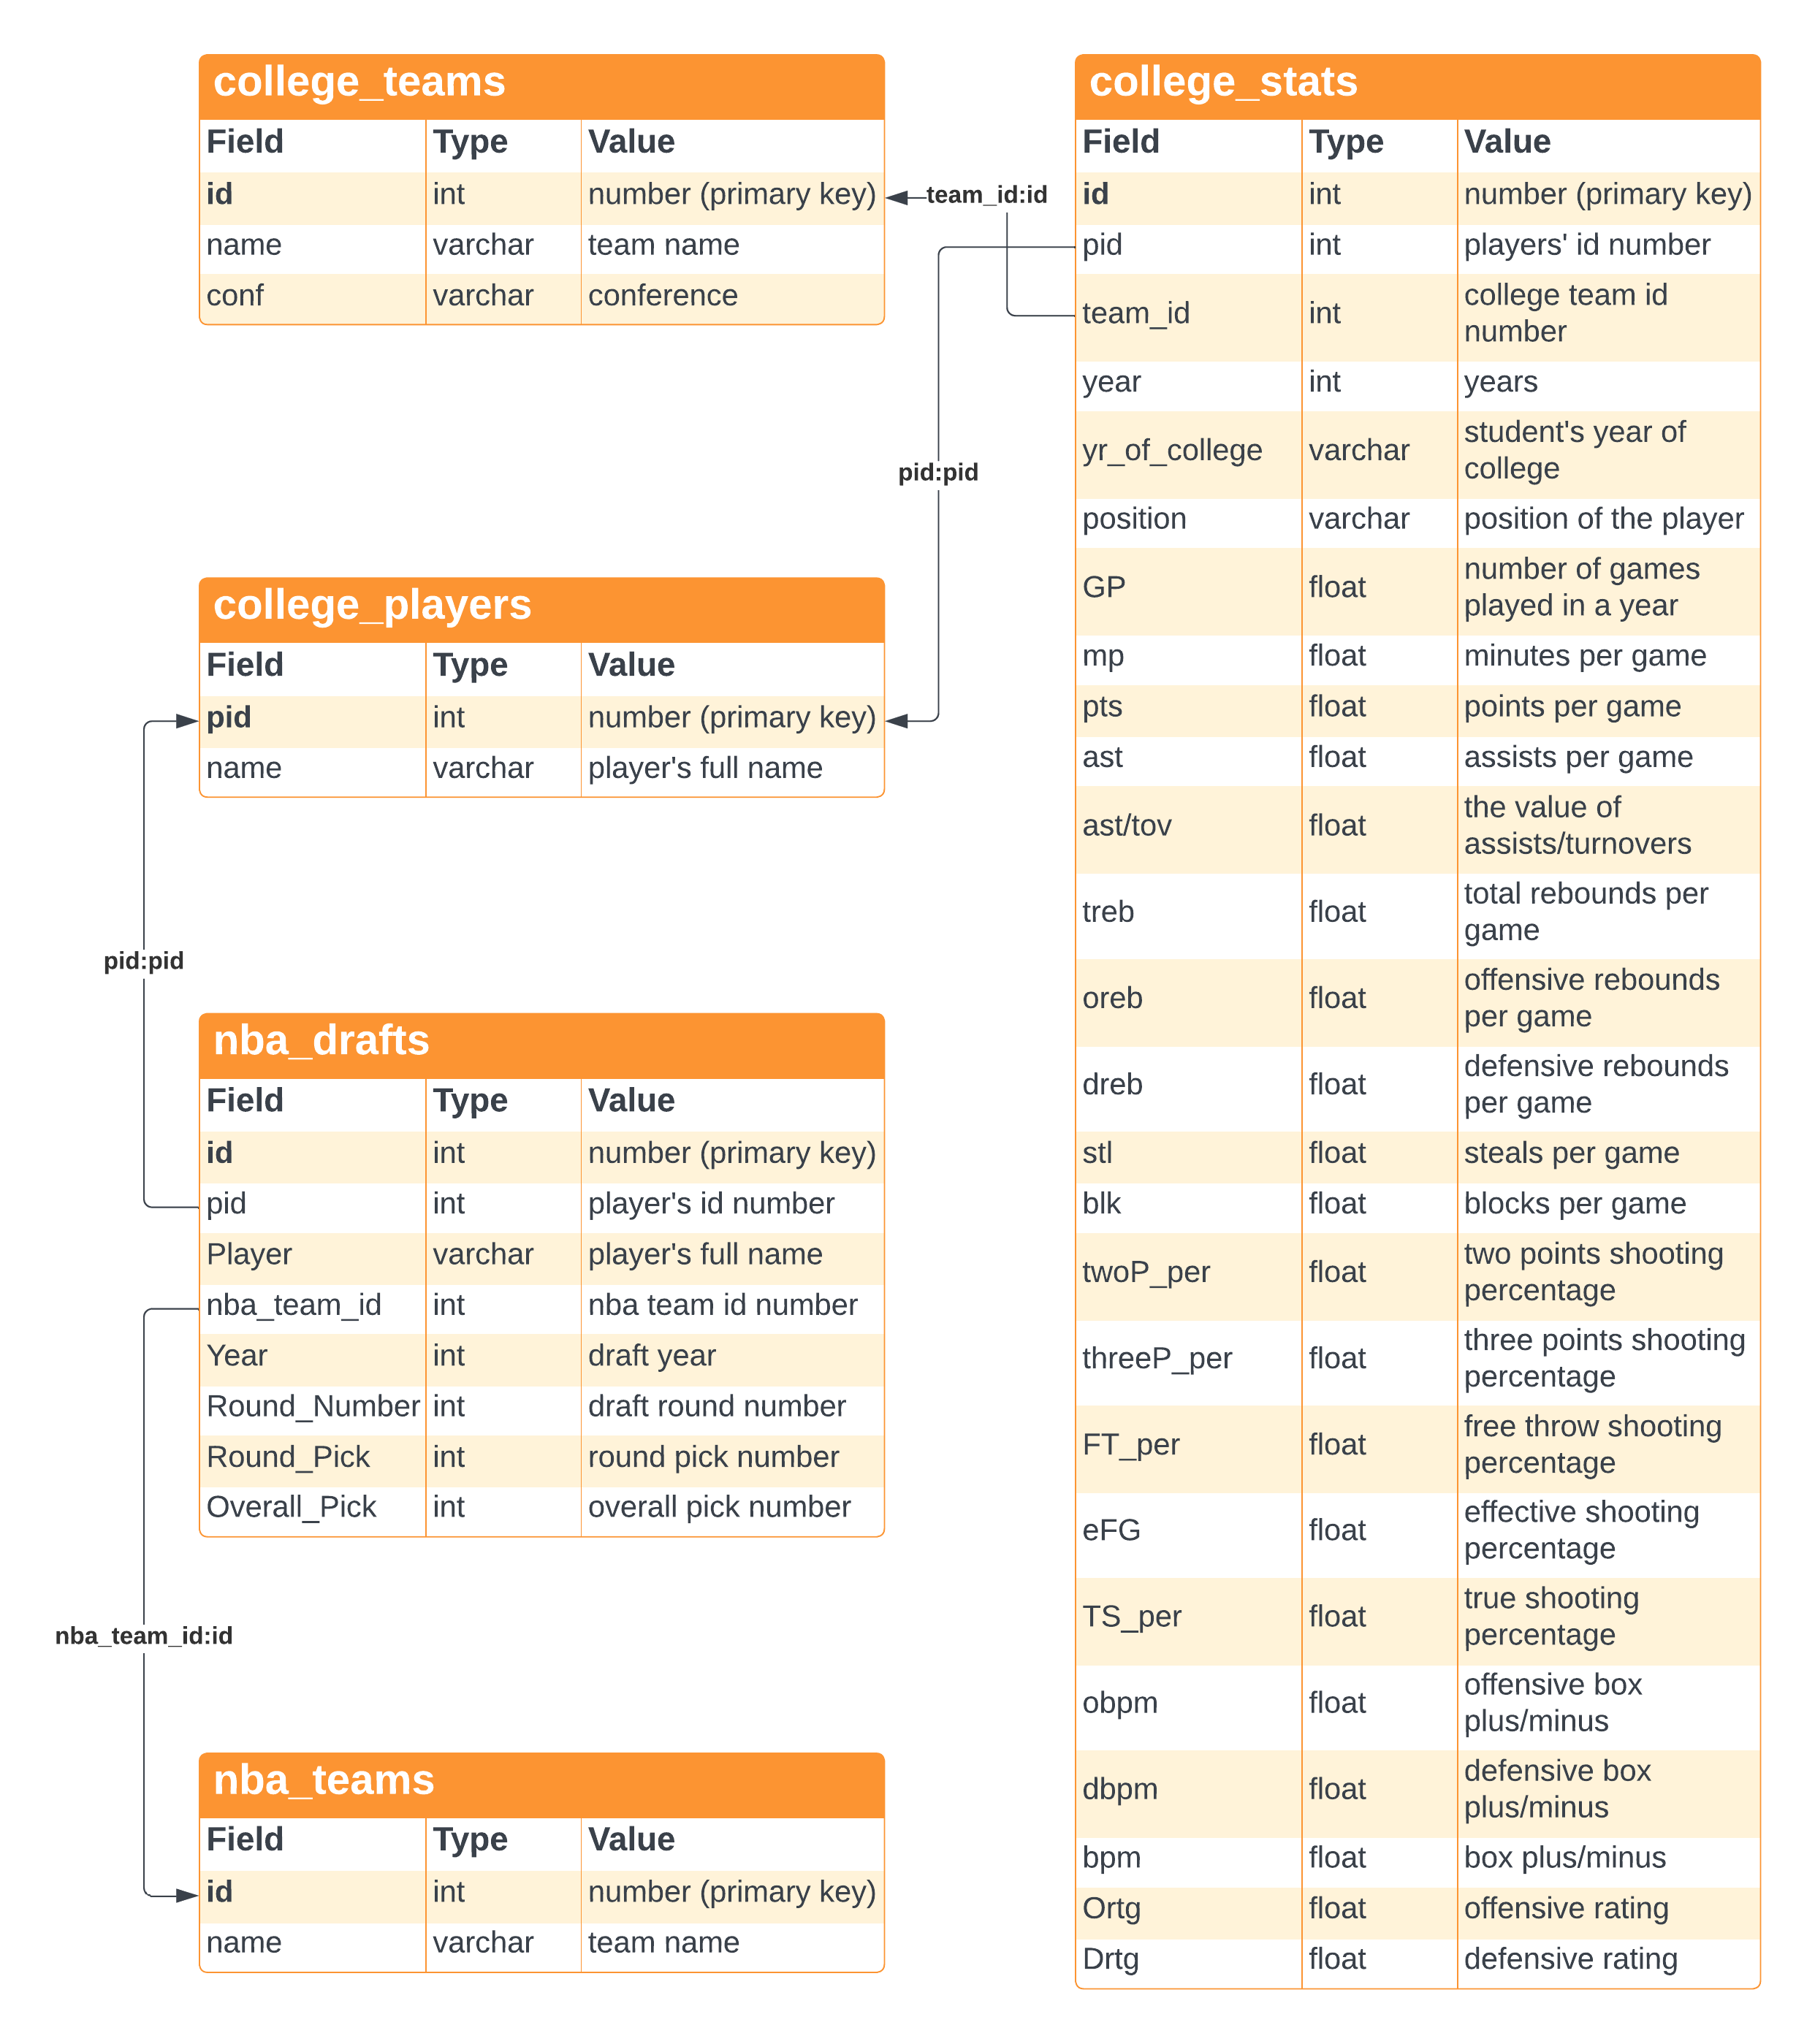 college_teams
Field Type Value
id int number (primary key)
name varchar team name
conf varchar conference
team_id:id
pid:pid
college_players
Field Type Value
pid int number (primary key)
name varchar player's full name
pid:pid
nba_drafts
Field Type Value
id int number (primary key)
pid int player's id number
Player varchar player's full name
nba_team_id int nba team id number
Year int draft year
Round_Number int draft round number
Round_Pick int round pick number
Overall_Pick int overall pick number
nba_team_id:id
nba_teams
Field Type Value
id int number (primary key)
name varchar team name
college_stats
Field Type Value
id int number (primary key)
pid int players' id number
team_id int college team id
number
year int years
yr_of_college varchar student's year of
college
position varchar position of the player
GP float number of games
played in a year
mp float minutes per game
pts float points per game
ast float assists per game
ast/tov float the value of
assists/turnovers
treb float total rebounds per
game
oreb float offensive rebounds
per game
dreb float defensive rebounds
per game
stl float steals per game
blk float blocks per game
twoP_per float two points shooting
percentage
threeP_per float three points shooting
percentage
FT_per float free throw shooting
percentage
eFG float effective shooting
percentage
TS_per float true shooting
percentage
obpm float offensive box
plus/minus
dbpm float defensive box
plus/minus
bpm float box plus/minus
Ortg float offensive rating
Drtg float defensive rating